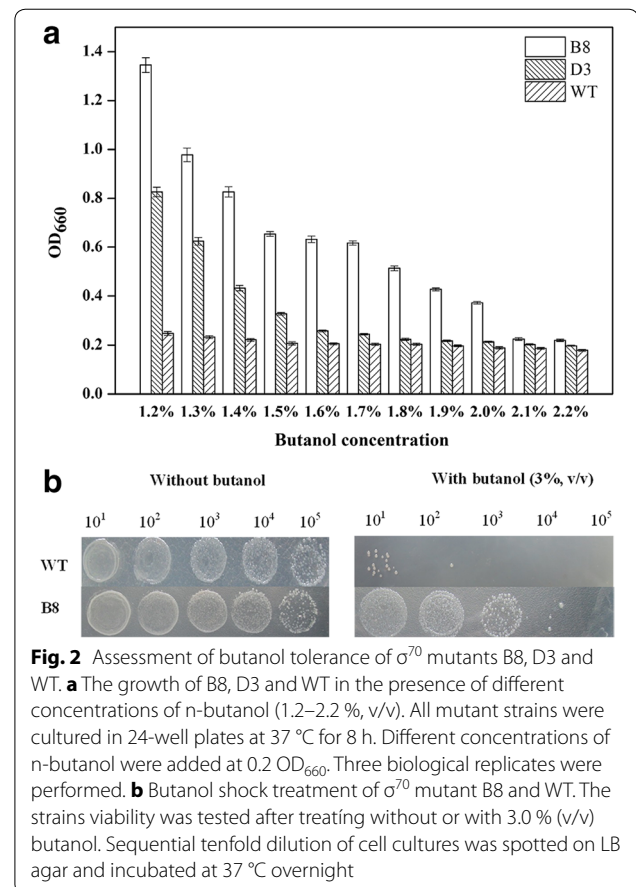 a
1.4
1.2
1.0
0.8
0.6
0.4
0.2
0.0
OD660
B8
D3
WT
1.2% 1.3% 1.4% 1.5% 1.6% 1.7% 1.8% 1.9% 2.0% 2.1% 2.2%
Butanol concentration
b
Without butanol
With butanol (3%, v/v)
10¹ 10² 10³ 10⁴ 10⁵
10¹ 10² 10³ 10⁴ 10⁵
WT
B8
Fig. 2 Assessment of butanol tolerance of σ⁷⁰ mutants B8, D3 and
WT. a The growth of B8, D3 and WT in the presence of different
concentrations of n-butanol (1.2–2.2 %, v/v). All mutant strains were
cultured in 24-well plates at 37 °C for 8 h. Different concentrations of
n-butanol were added at 0.2 OD₆₆₀. Three biological replicates were
performed. b Butanol shock treatment of σ⁷⁰ mutant B8 and WT. The
strains viability was tested after treatíng without or with 3.0 % (v/v)
butanol. Sequential tenfold dilution of cell cultures was spotted on LB
agar and incubated at 37 °C overnight